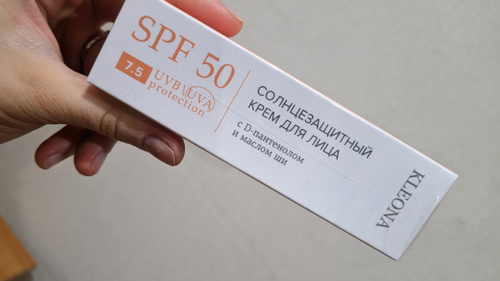 SPF 50
7.5
UVB UVA
protection
СОЛНЦЕЗАЩИТНЫЙ
КРЕМ ДЛЯ ЛИЦА
с D-пантенолом
и маслом ши
KLEONA